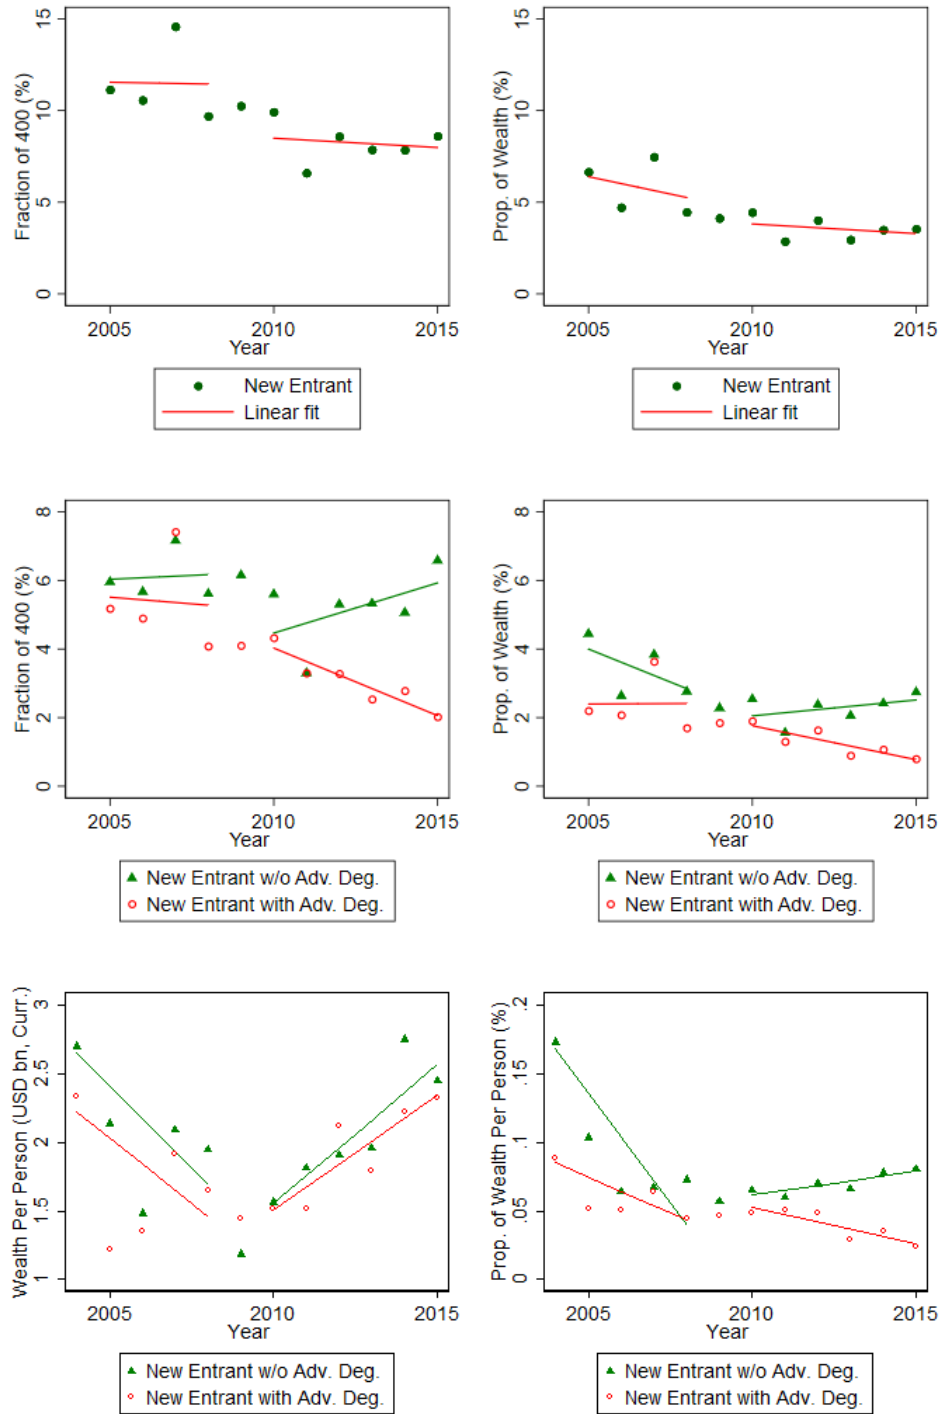 Fraction of 400 (%)
15
10
5
0
2005 2010 2015
Year
New Entrant
Linear fit
Prop. of Wealth (%)
15
10
5
0
2005 2010 2015
Year
New Entrant
Linear fit
Fraction of 400 (%)
8
6
4
2
0
2005 2010 2015
Year
New Entrant w/o Adv. Deg.
New Entrant with Adv. Deg.
Prop. of Wealth (%)
8
6
4
2
0
2005 2010 2015
Year
New Entrant w/o Adv. Deg.
New Entrant with Adv. Deg.
Wealth Per Person (USD bn, Curr.)
3
2.5
2
1.5
1
2005 2010 2015
Year
New Entrant w/o Adv. Deg.
New Entrant with Adv. Deg.
Prop. of Wealth Per Person (%)
.2
.15
.1
.05
0
2005 2010 2015
Year
New Entrant w/o Adv. Deg.
New Entrant with Adv. Deg.